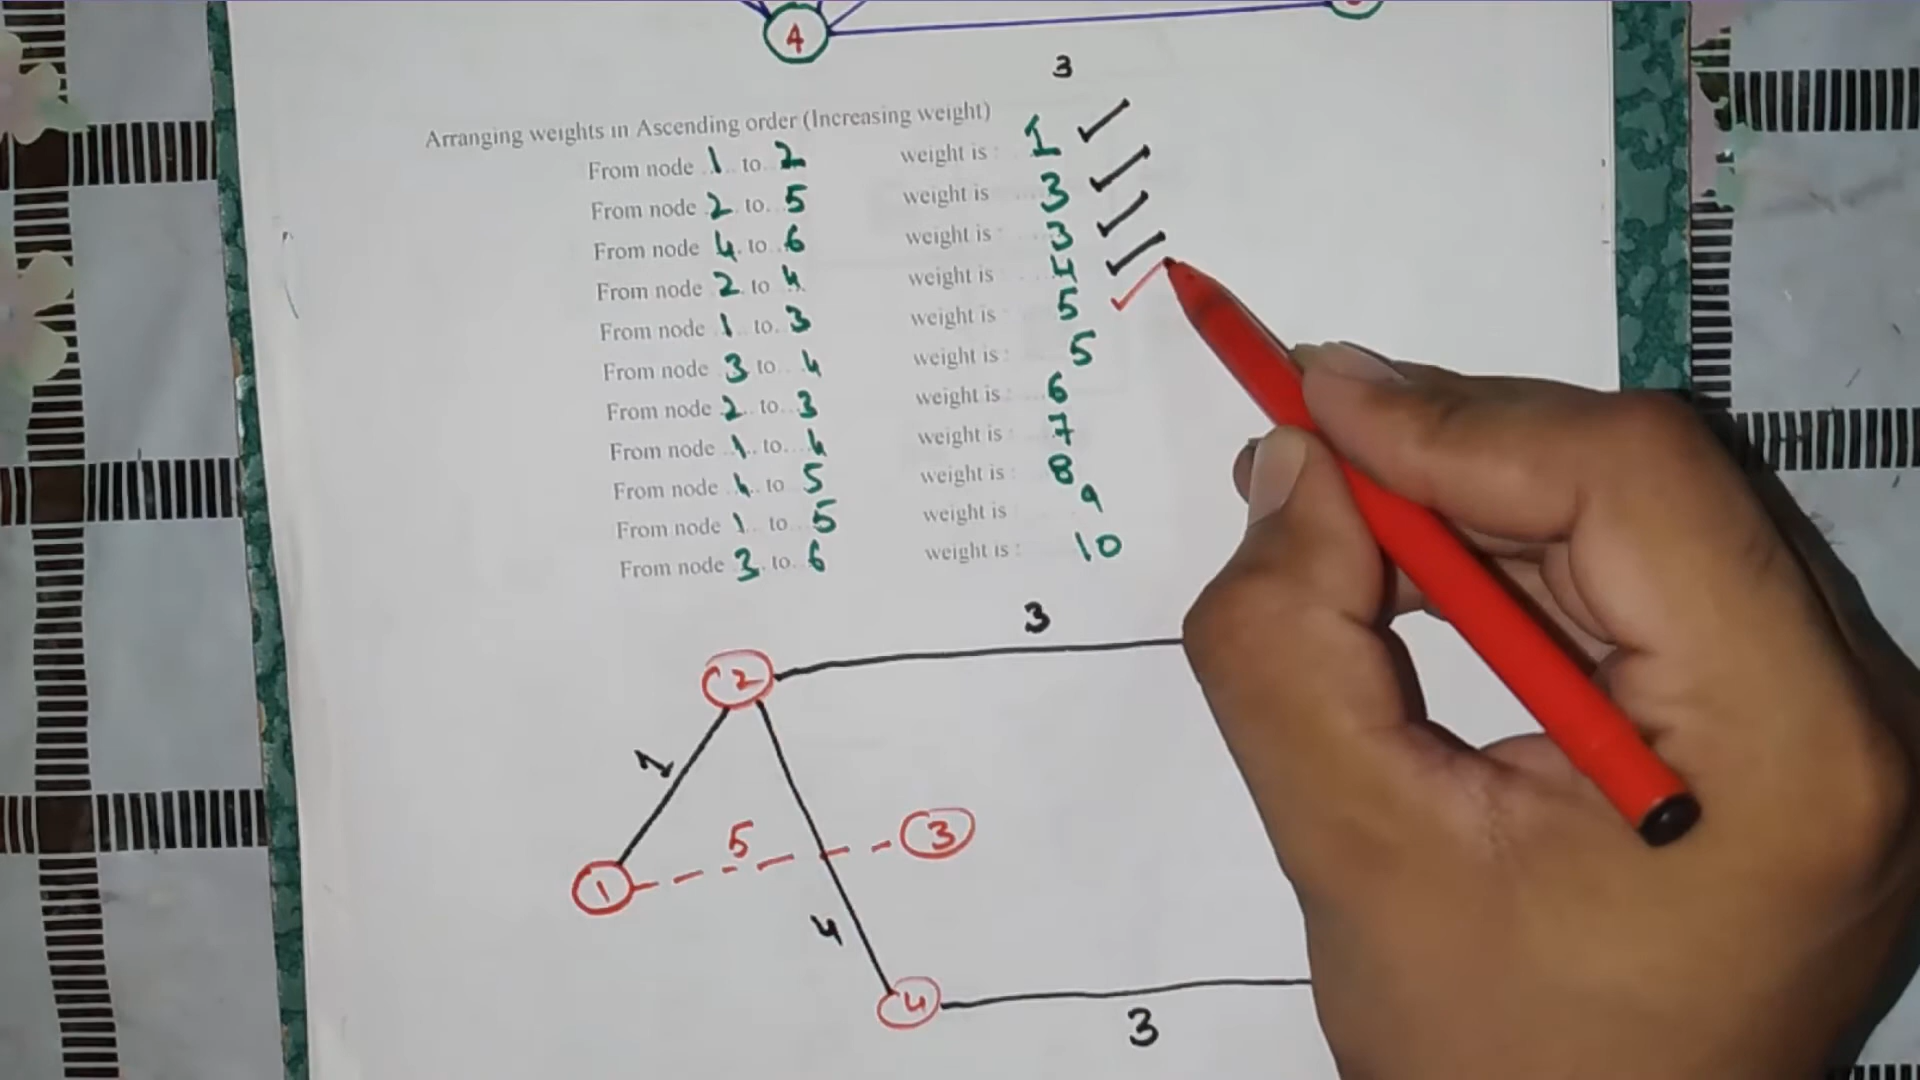 4
3
Arranging weights in Ascending order (Increasing weight)
From node 1 to 2 weight is : 1
From node 2 to 5 weight is 3
From node 4 to 6 weight is : 3
From node 2 to 4 weight is 4
From node 1 to 3 weight is 5
From node 3 to 4 weight is : 5
From node 2 to 3 weight is : 6
From node 1 to 4 weight is : 7
From node 4 to 5 weight is : 8
From node 1 to 5 weight is 9
From node 3 to 6 weight is : 10
3
2
1
5
3
1
4
4
3